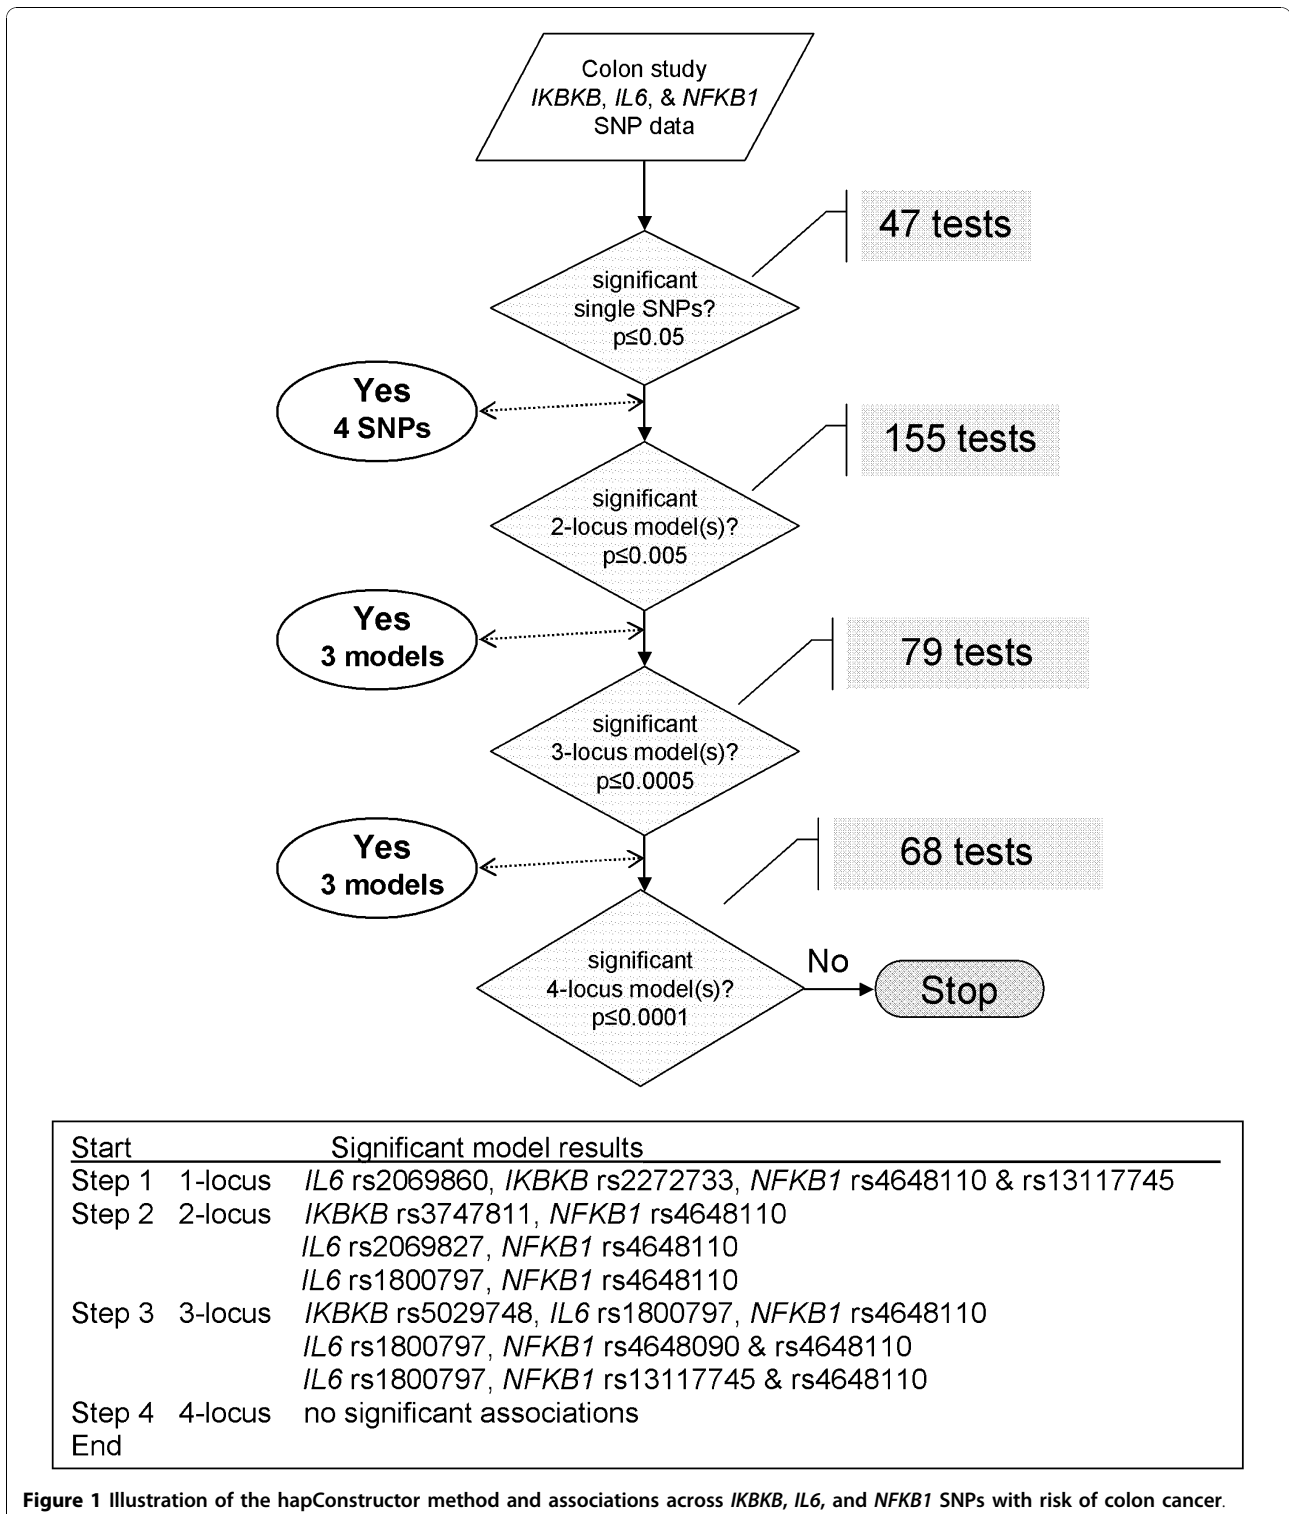 Colon study
IKBKB, IL6, & NFKB1
SNP data
47 tests
significant
single SNPs?
p≤0.05
Yes
4 SNPs
155 tests
significant
2-locus model(s)?
p≤0.005
Yes
3 models
79 tests
significant
3-locus model(s)?
p≤0.0005
Yes
3 models
68 tests
significant
4-locus model(s)?
p≤0.0001
No
Stop
Start Significant model results
Step 1 1-locus IL6 rs2069860, IKBKB rs2272733, NFKB1 rs4648110 & rs13117745
Step 2 2-locus IKBKB rs3747811, NFKB1 rs4648110
IL6 rs2069827, NFKB1 rs4648110
IL6 rs1800797, NFKB1 rs4648110
Step 3 3-locus IKBKB rs5029748, IL6 rs1800797, NFKB1 rs4648110
IL6 rs1800797, NFKB1 rs4648090 & rs4648110
IL6 rs1800797, NFKB1 rs13117745 & rs4648110
Step 4 4-locus no significant associations
End
Figure 1 Illustration of the hapConstructor method and associations across IKBKB, IL6, and NFKB1 SNPs with risk of colon cancer.